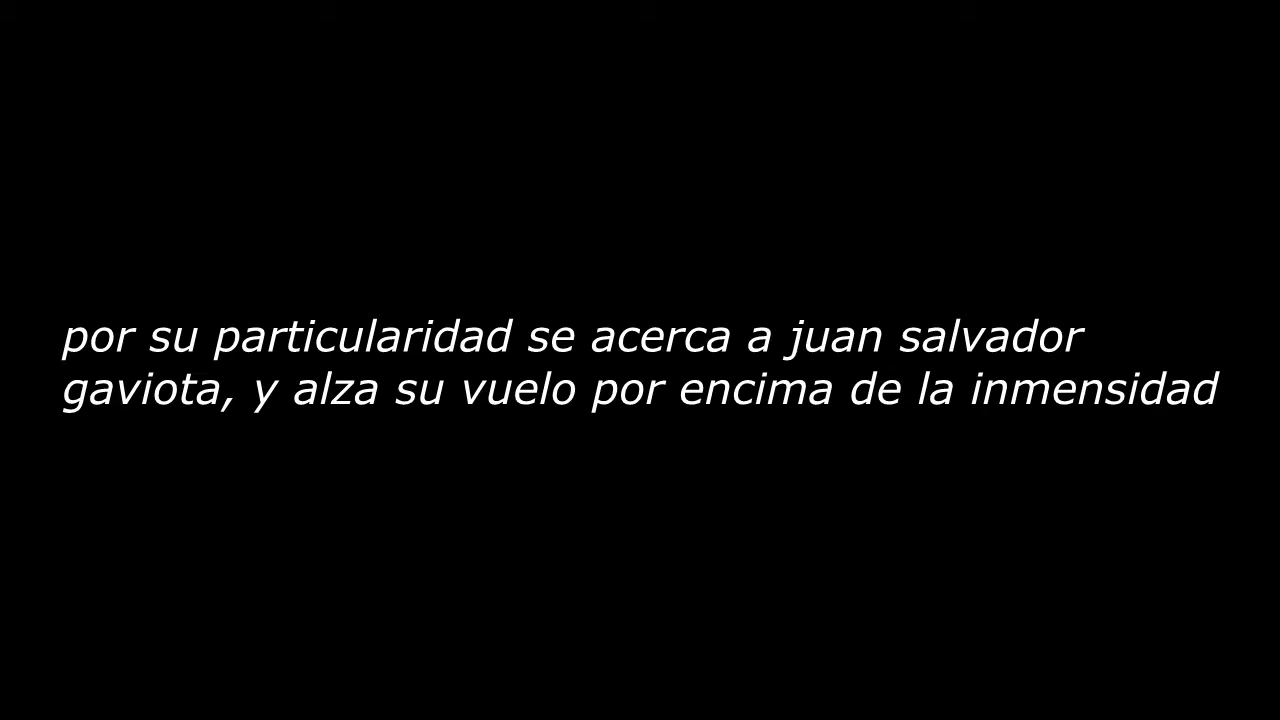 por su particularidad se acerca a juan salvador
gaviota, y alza su vuelo por encima de la inmensidad